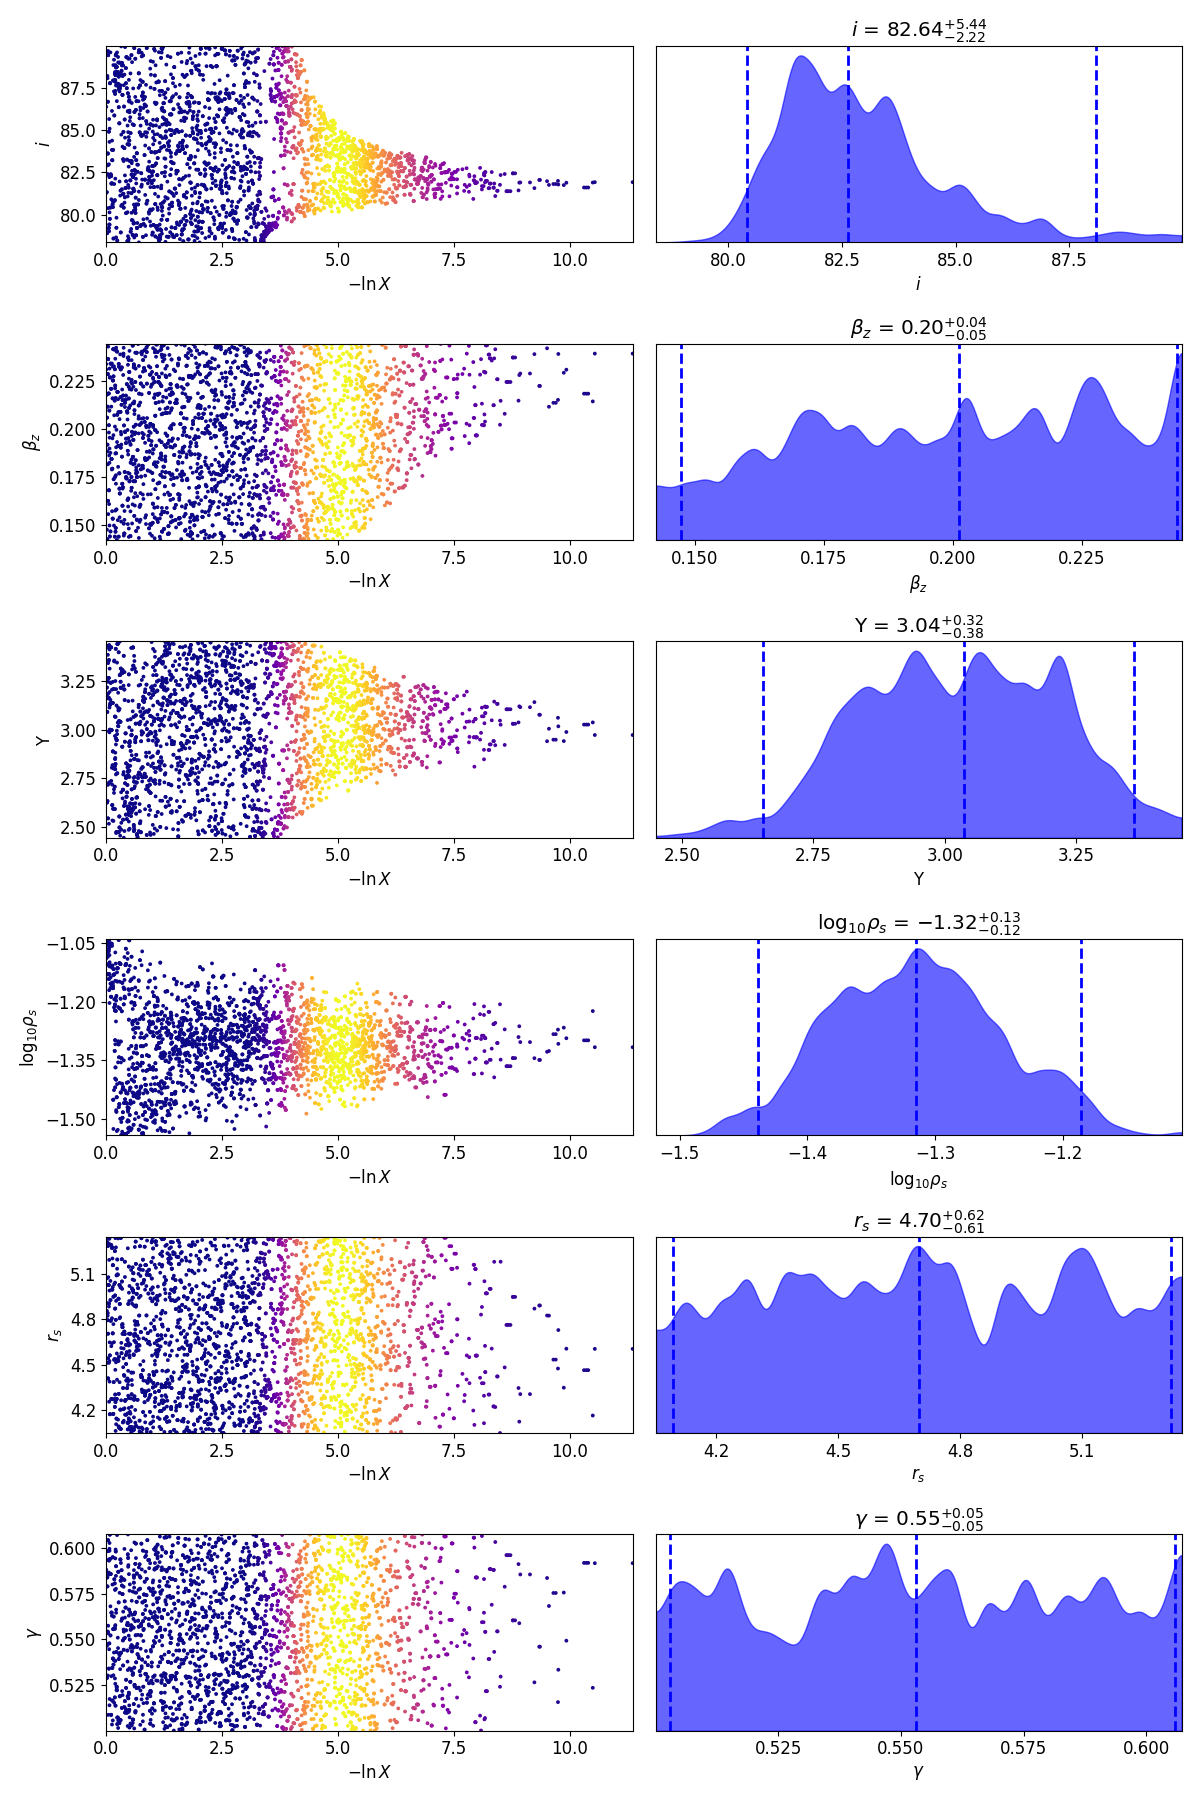 i = 82.64 +5.44 −2.22
87.5
85.0
82.5
80.0
i
0.0 2.5 5.0 7.5 10.0
80.0 82.5 85.0 87.5
−ln X
i
βz = 0.20 +0.04 −0.05
0.225
0.200
0.175
0.150
βz
0.0 2.5 5.0 7.5 10.0
0.150 0.175 0.200 0.225
−ln X
βz
Y = 3.04 +0.32 −0.38
3.25
3.00
2.75
2.50
Y
0.0 2.5 5.0 7.5 10.0
2.50 2.75 3.00 3.25
−ln X
Y
log10ρs = −1.32 +0.13 −0.12
−1.05
−1.20
−1.35
−1.50
log10ρs
0.0 2.5 5.0 7.5 10.0
−1.5 −1.4 −1.3 −1.2
−ln X
log10ρs
rs = 4.70 +0.62 −0.61
5.1
4.8
4.5
4.2
rs
0.0 2.5 5.0 7.5 10.0
4.2 4.5 4.8 5.1
−ln X
rs
γ = 0.55 +0.05 −0.05
0.600
0.575
0.550
0.525
γ
0.0 2.5 5.0 7.5 10.0
0.525 0.550 0.575 0.600
−ln X
γ